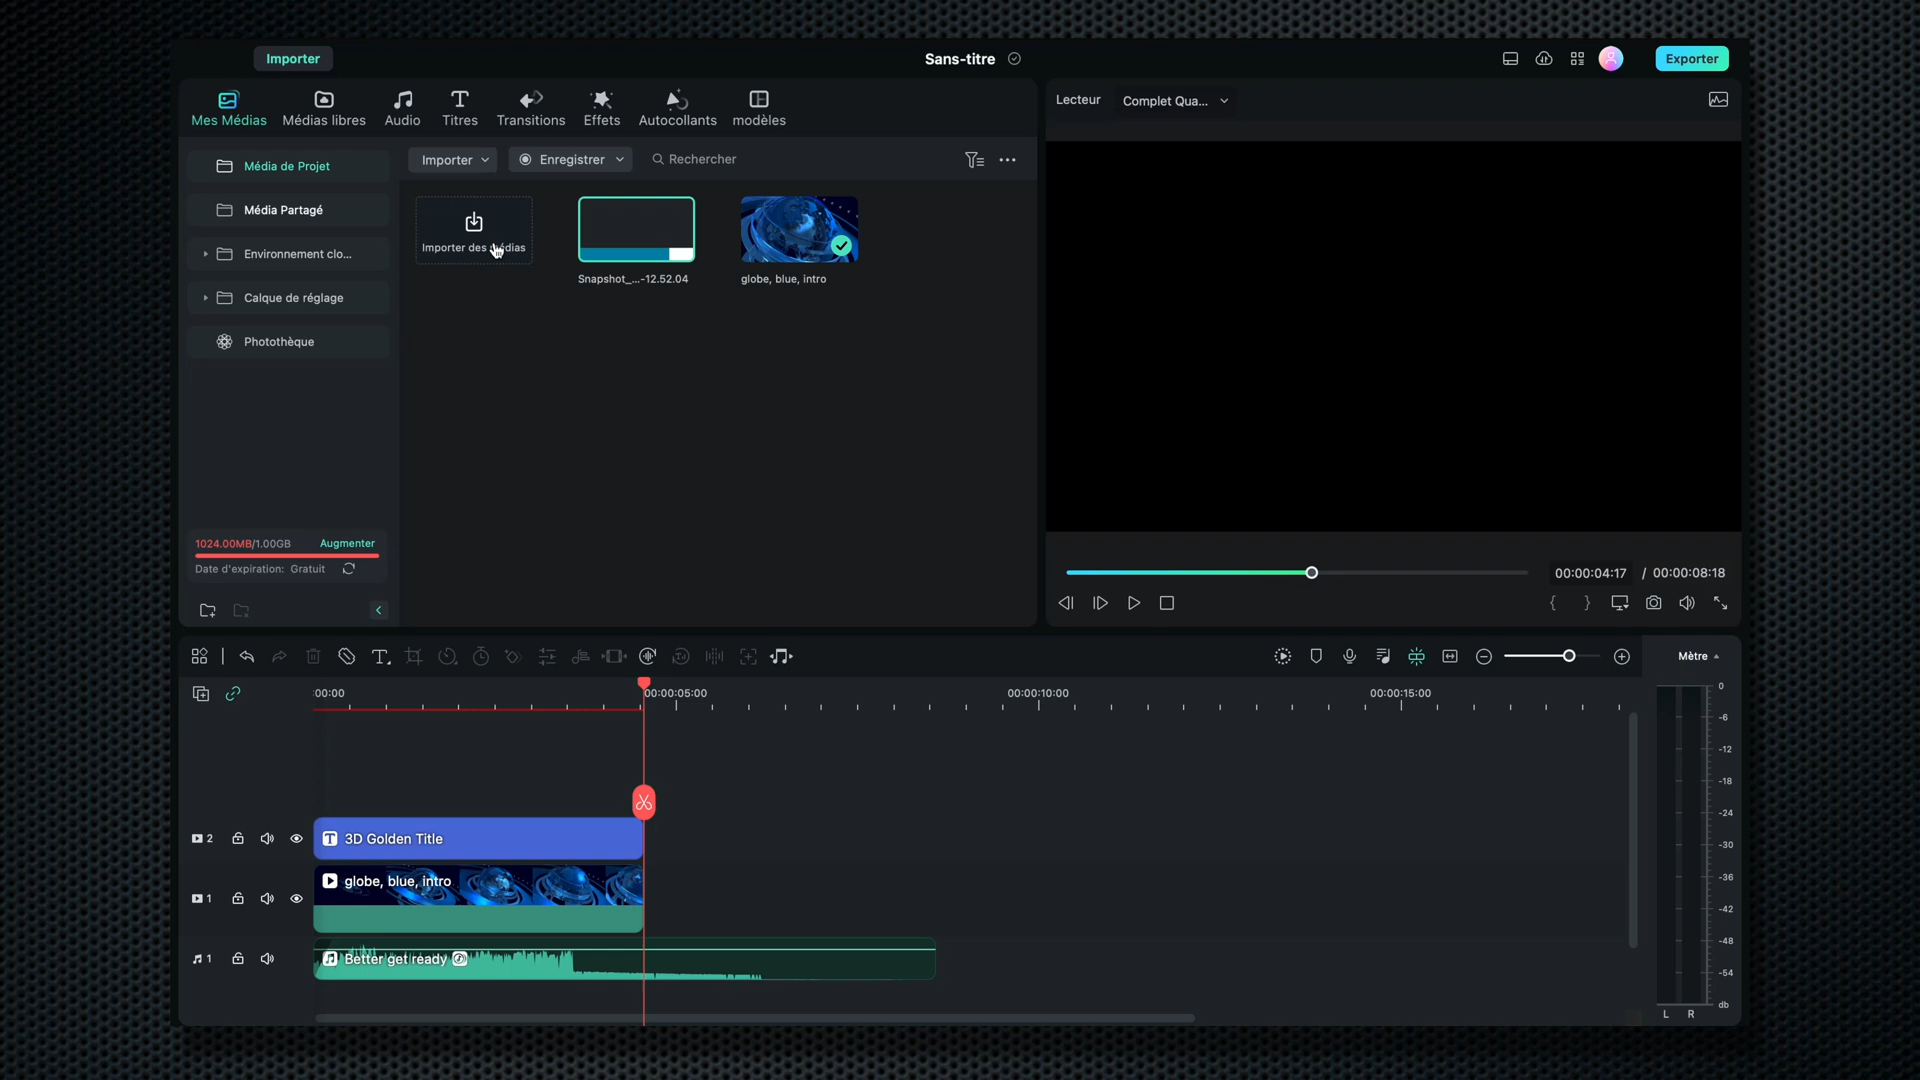 Importer
Sans-titre
Exporter
Mes Médias
Médias libres
Audio
Titres
Transitions
Effets
Autocollants
modèles
Lecteur
Complet Qua...
Média de Projet
Média Partagé
Environnement clo...
Calque de réglage
Photothèque
Importer
Enregistrer
Rechercher
Importer des médias
Snapshot_...-12.52.04
globe, blue, intro
1024.00MB/1.00GB
Augmenter
Date d'expiration: Gratuit
00:00:04:17 / 00:00:08:18
{ }
Mètre
:00:00
00:00:05:00
00:00:10:00
00:00:15:00
2
T 3D Golden Title
1
globe, blue, intro
1
Better get ready
0
-6
-12
-18
-24
-30
-36
-42
-48
-54
db
L R